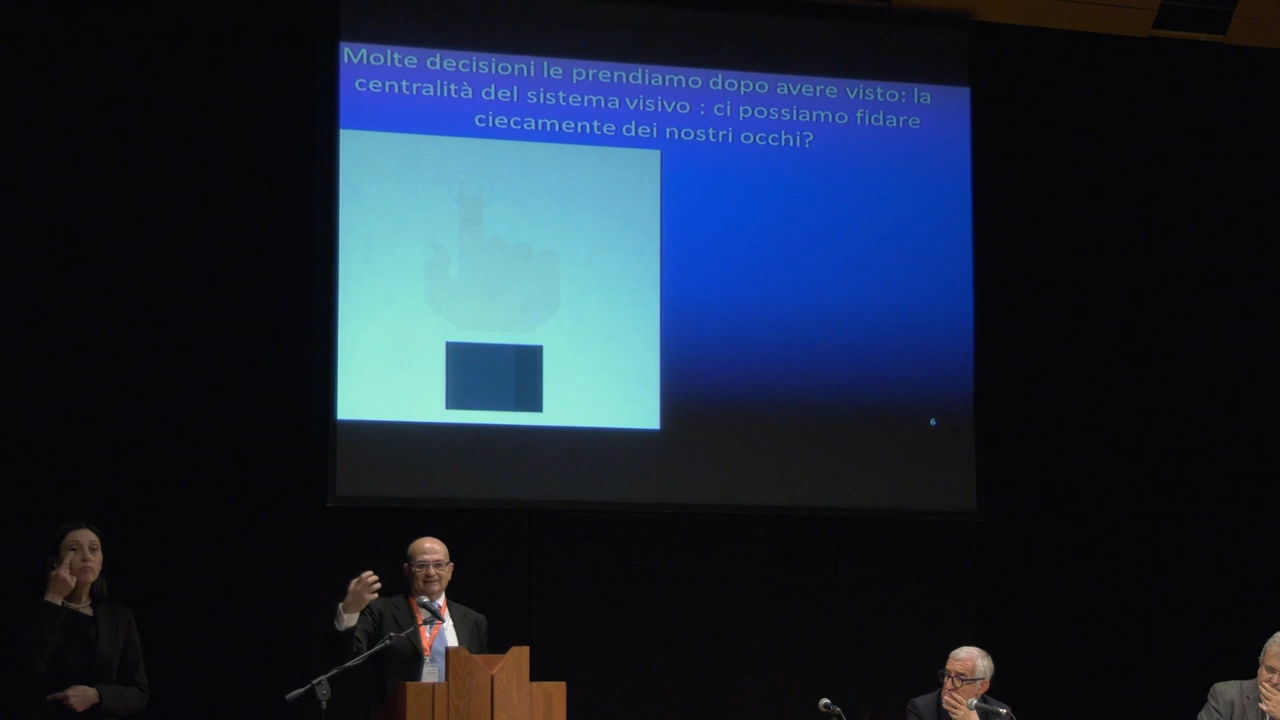 Molte decisioni le prendiamo dopo avere visto: la
centralità del sistema visivo : ci possiamo fidare
ciecamente dei nostri occhi?
6